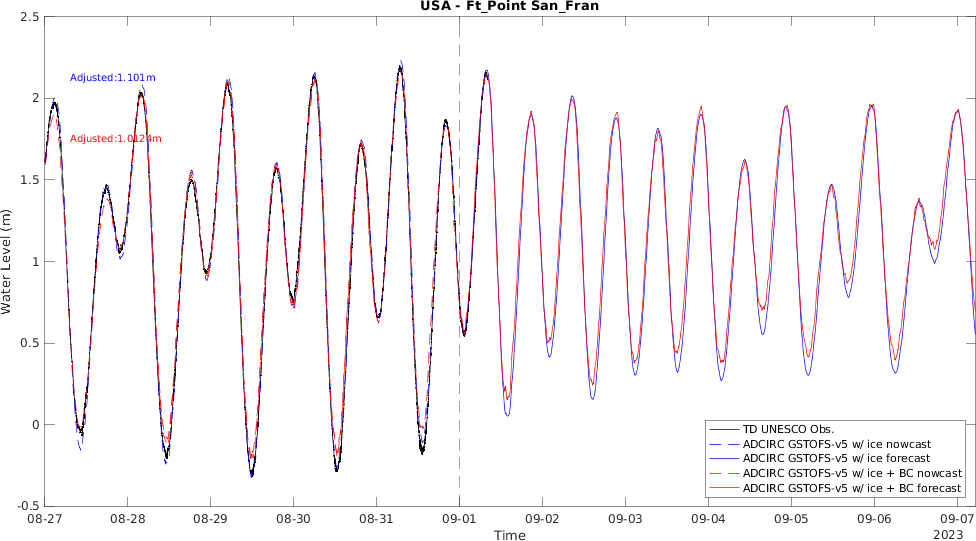 USA - Ft_Point San_Fran
2.5
2
1.5
1
0.5
0
-0.5
Water Level (m)
Adjusted:1.101m
Adjusted:1.0124m
TD UNESCO Obs.
ADCIRC GSTOFS-v5 w/ ice nowcast
ADCIRC GSTOFS-v5 w/ ice forecast
ADCIRC GSTOFS-v5 w/ ice + BC nowcast
ADCIRC GSTOFS-v5 w/ ice + BC forecast
08-27 08-28 08-29 08-30 08-31 09-01 09-02 09-03 09-04 09-05 09-06 09-07
Time
2023